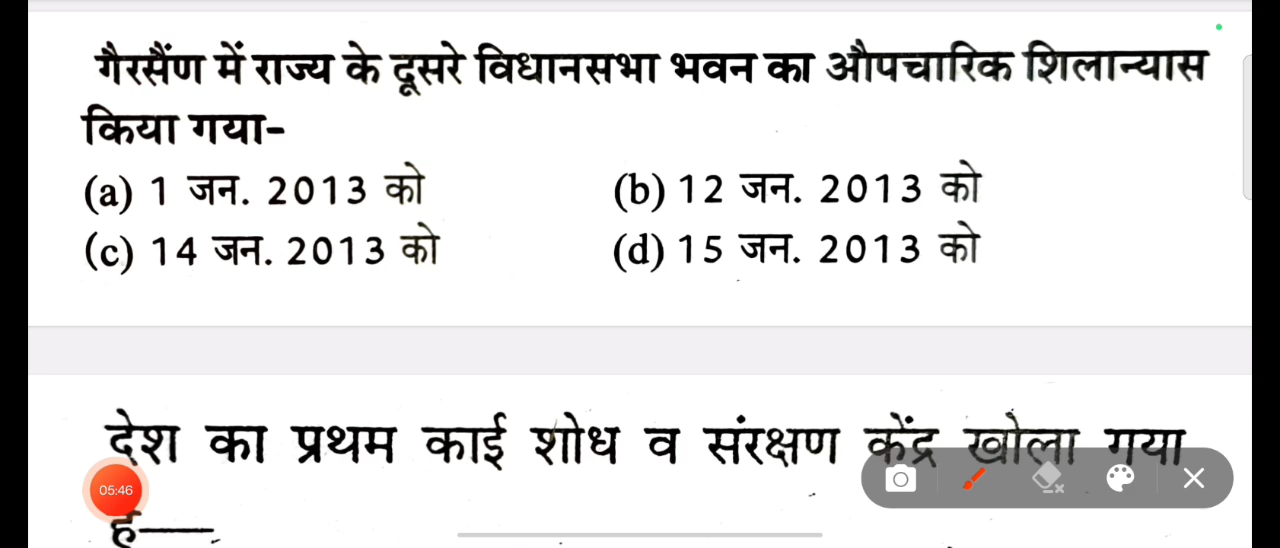 गैरसैंण में राज्य के दूसरे विधानसभा भवन का औपचारिक शिलान्यास
किया गया-
(a) 1 जन. 2013 को (b) 12 जन. 2013 को
(c) 14 जन. 2013 को (d) 15 जन. 2013 को
देश का प्रथम काई शोध व संरक्षण केंद्र खोला गया
05:46